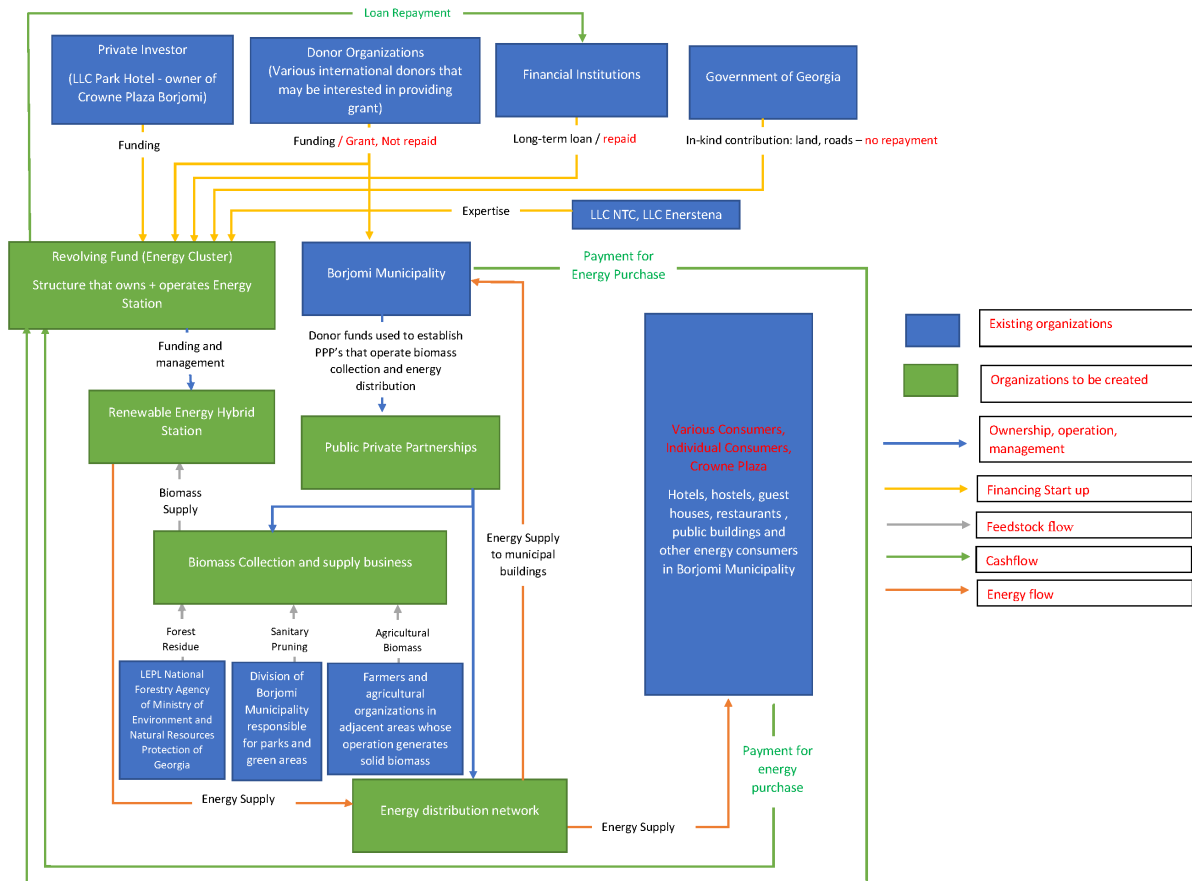 Loan Repayment
Private Investor
(LLC Park Hotel - owner of
Crowne Plaza Borjomi)
Donor Organizations
(Various international donors that
may be interested in providing
grant)
Financial Institutions
Government of Georgia
Funding
Funding / Grant, Not repaid
Long-term loan / repaid
In-kind contribution: land, roads – no repayment
Expertise
LLC NTC, LLC Enerstena
Revolving Fund (Energy Cluster)
Structure that owns + operates Energy
Station
Borjomi Municipality
Payment for
Energy Purchase
Funding and
management
Donor funds used to establish
PPP's that operate biomass
collection and energy
distribution
Renewable Energy Hybrid
Station
Public Private Partnerships
Biomass
Supply
Biomass Collection and supply business
Energy Supply
to municipal
buildings
Various Consumers,
Individual Consumers,
Crowne Plaza
Hotels, hostels, guest
houses, restaurants ,
public buildings and
other energy consumers
in Borjomi Municipality
Forest
Residue
Sanitary
Pruning
Agricultural
Biomass
LEPL National
Forestry Agency
of Ministry of
Environment and
Natural Resources
Protection of
Georgia
Division of
Borjomi
Municipality
responsible
for parks and
green areas
Farmers and
agricultural
organizations in
adjacent areas whose
operation generates
solid biomass
Energy Supply
Energy distribution network
Energy Supply
Payment for
energy
purchase
Existing organizations
Organizations to be created
Ownership, operation,
management
Financing Start up
Feedstock flow
Cashflow
Energy flow